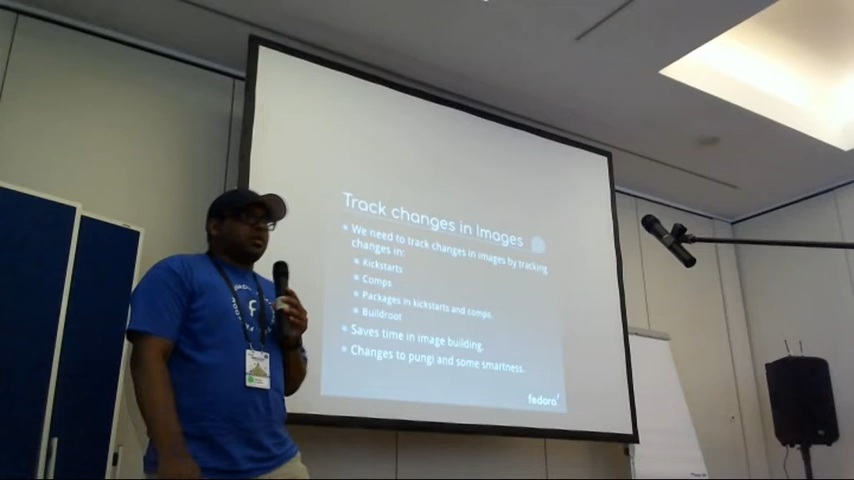 Track changes in Images
We need to track changes in images by tracking
changes in:
Kickstarts
Comps
Packages in kickstarts and comps.
Buildroot
Saves time in image building.
Changes to pungi and some smartness.
fedora